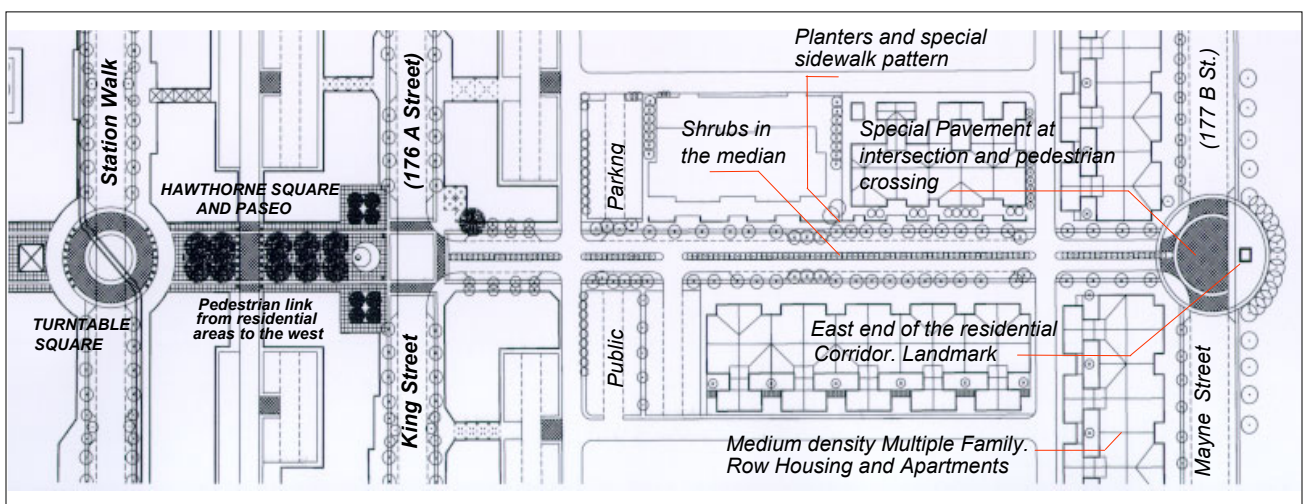 Station Walk
HAWTHORNE SQUARE
AND PASEO
TURNTABLE
SQUARE
Pedestrian link
from residential
areas to the west
(176 A Street)
King Street
Parkng
Public
Planters and special
sidewalk pattern
Shrubs in
the median
Special Pavement at
intersection and pedestrian
crossing
East end of the residential
Corridor. Landmark
Medium density Multiple Family.
Row Housing and Apartments
(177 B St.)
Mayne Street